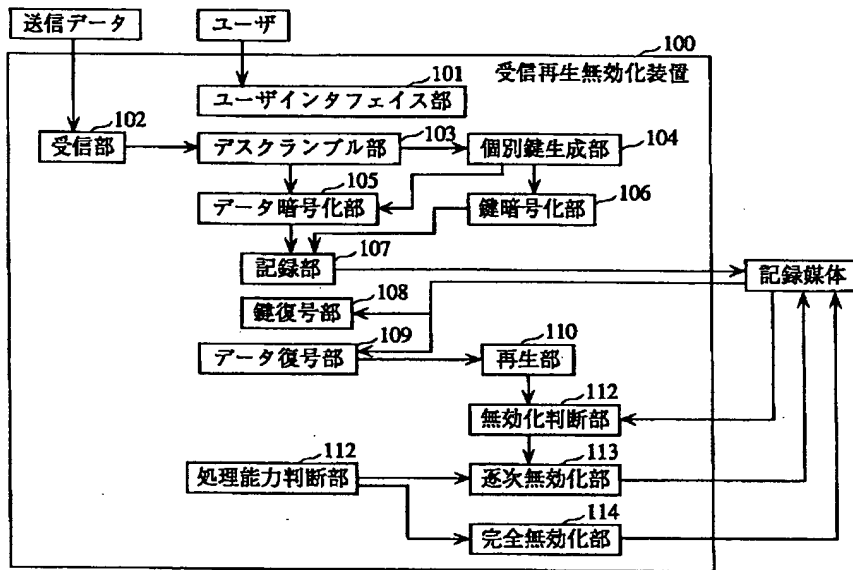 送信データ
ユーザ
100
受信再生無効化装置
101
ユーザインタフェイス部
102
受信部
103
デスクランブル部
個別鍵生成部
104
105
データ暗号化部
鍵暗号化部
106
107
記録部
記録媒体
108
鍵復号部
109
データ復号部
110
再生部
112
無効化判断部
112
処理能力判断部
113
逐次無効化部
114
完全無効化部